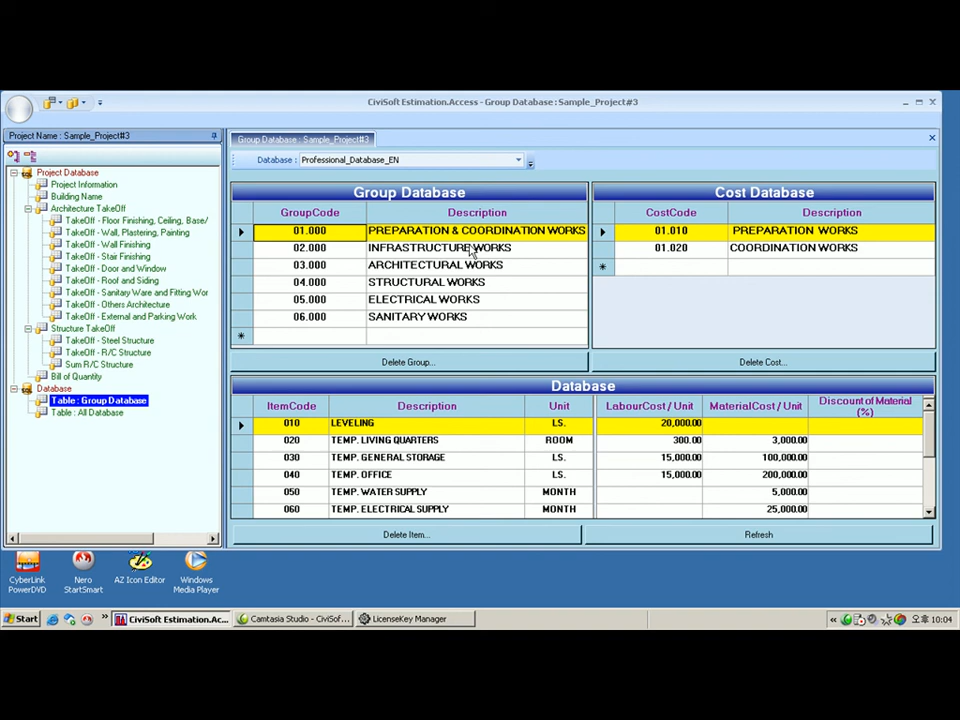 CiviSoft Estimation.Access - Group Database : Sample_Project#3
Project Name : Sample_Project#3
Project Database
Project Information
Building Name
Architecture TakeOff
TakeOff - Floor Finishing, Ceiling, Base/
TakeOff - Wall, Plastering, Painting
TakeOff - Wall Finishing
TakeOff - Stair Finishing
TakeOff - Door and Window
TakeOff - Roof and Siding
TakeOff - Sanitary Ware and Fitting Wor
TakeOff - Others Architecture
TakeOff - External and Parking Work
Structure TakeOff
TakeOff - Steel Structure
TakeOff - R/C Structure
Sum R/C Structure
Bill of Quantity
Database
Table : Group Database
Table : All Database
Group Database : Sample_Project#3
Database : Professional_Database_EN
Group Database
GroupCode Description
01.000 PREPARATION & COORDINATION WORKS
02.000 INFRASTRUCTURE WORKS
03.000 ARCHITECTURAL WORKS
04.000 STRUCTURAL WORKS
05.000 ELECTRICAL WORKS
06.000 SANITARY WORKS
Delete Group...
Cost Database
CostCode Description
01.010 PREPARATION WORKS
01.020 COORDINATION WORKS
Delete Cost...
Database
ItemCode Description Unit LabourCost / Unit MaterialCost / Unit Discount of Material (%)
010 LEVELING LS. 20,000.00
020 TEMP. LIVING QUARTERS ROOM 300.00 3,000.00
030 TEMP. GENERAL STORAGE LS. 15,000.00 100,000.00
040 TEMP. OFFICE LS. 15,000.00 200,000.00
050 TEMP. WATER SUPPLY MONTH 5,000.00
060 TEMP. ELECTRICAL SUPPLY MONTH 25,000.00
Delete Item... Refresh
CyberLink PowerDVD
Nero StartSmart
AZ Icon Editor
Windows Media Player
Start
CiviSoft Estimation.Ac...
Camtasia Studio - CiviSof...
LicenseKey Manager
오후 10:04